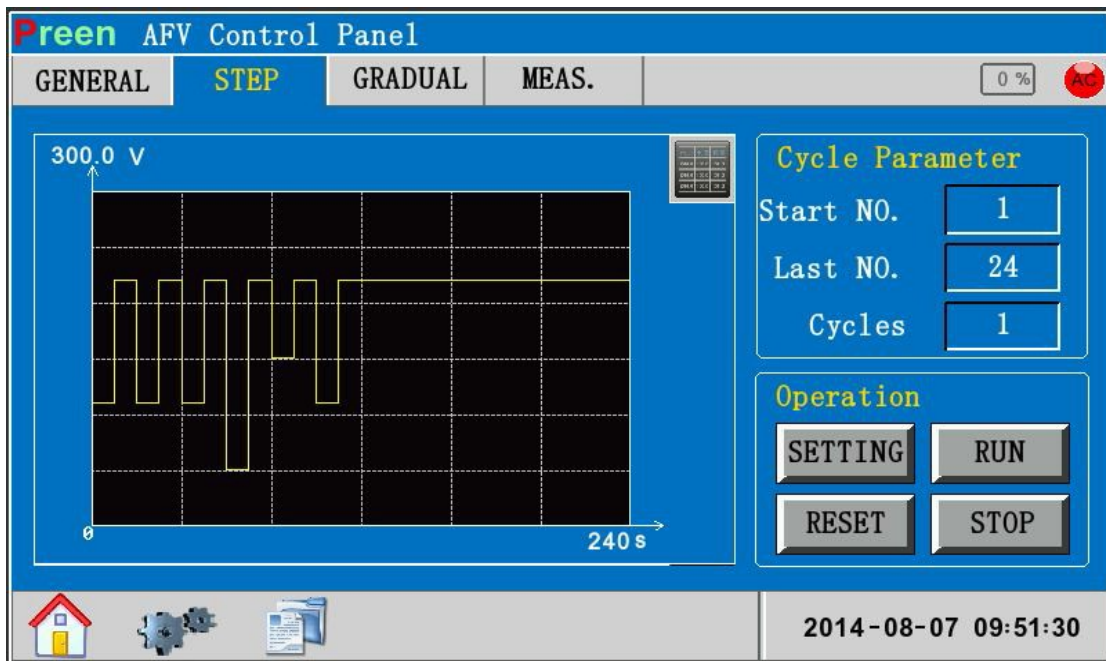 Preen AFV Control Panel
GENERAL STEP GRADUAL MEAS. 0 % AC
300.0 V
0
240 s
Cycle Parameter
Start NO. 1
Last NO. 24
Cycles 1
Operation
SETTING RUN
RESET STOP
2014-08-07 09:51:30